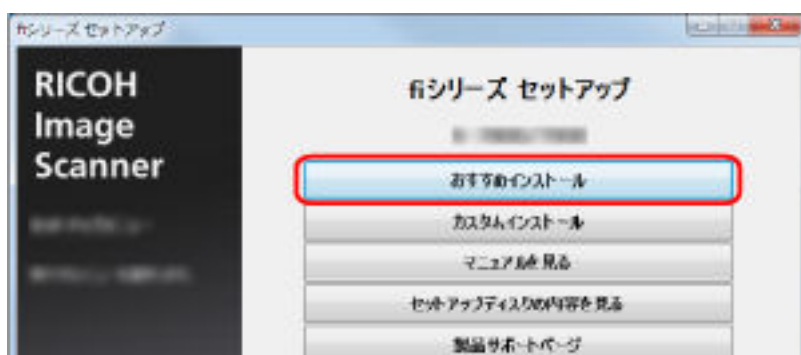 fiシリーズ セットアップ
RICOH
Image
Scanner
fiシリーズ セットアップ
おすすめインストール
カスタムインストール
マニュアルを見る
セットアップディスクの内容を見る
製品サポートページ